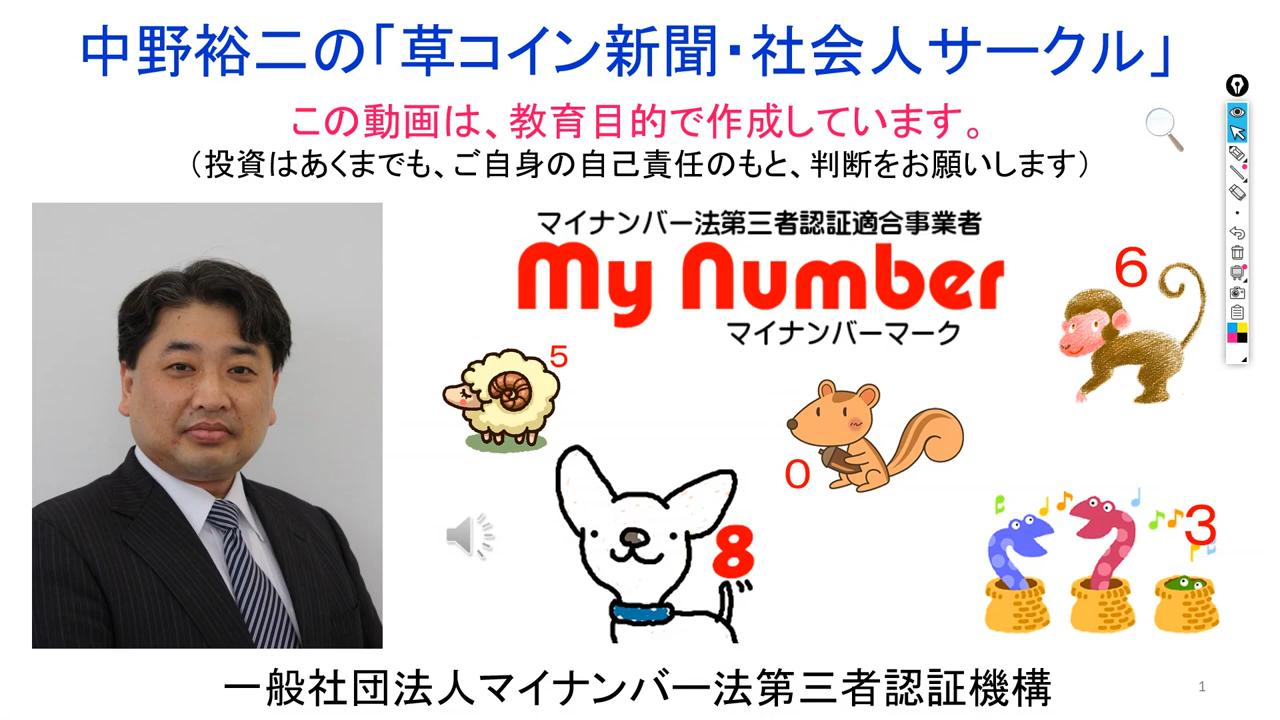 中野裕二の「草コイン新聞・社会人サークル」
この動画は、教育目的で作成しています。
（投資はあくまでも、ご自身の自己責任のもと、判断をお願いします）
マイナンバー法第三者認証適合事業者
My Number
マイナンバーマーク
6
5
0
8
3
一般社団法人マイナンバー法第三者認証機構
1